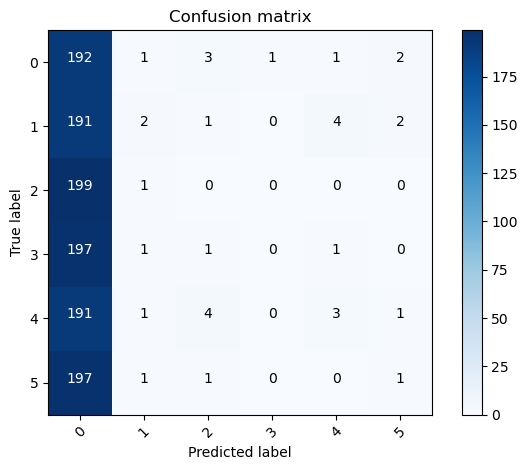 Confusion matrix
0 192 1 3 1 1 2
1 191 2 1 0 4 2
2 199 1 0 0 0 0
3 197 1 1 0 1 0
4 191 1 4 0 3 1
5 197 1 1 0 0 1
0 1 2 3 4 5
True label
Predicted label
175
150
125
100
75
50
25
0